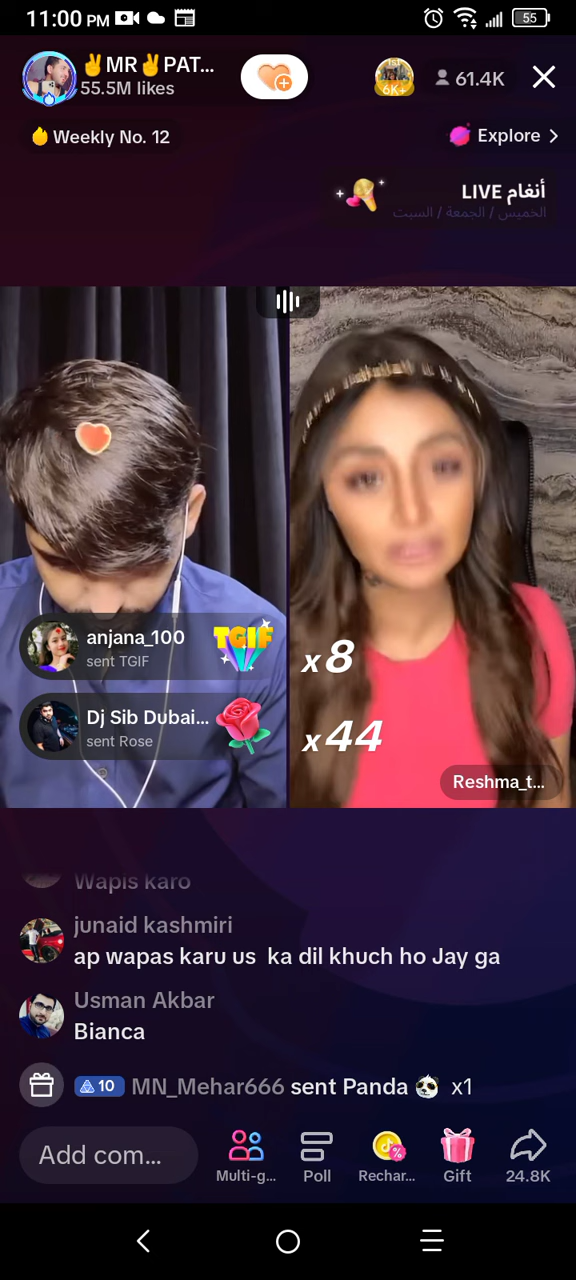 11:00 PM
55
✌MR✌PAT...
55.5M likes
1st
6K+
61.4K
Weekly No. 12
Explore >
أنغام LIVE
الخميس / الجمعة / السبت
anjana_100
sent TGIF
TGIF
x8
Dj Sib Dubai...
sent Rose
x44
Reshma_t...
Wapis karo
junaid kashmiri
ap wapas karu us ka dil khuch ho Jay ga
Usman Akbar
Bianca
10 MN_Mehar666 sent Panda 🐼 x1
Add com...
Multi-g...
Poll
Rechar...
Gift
24.8K